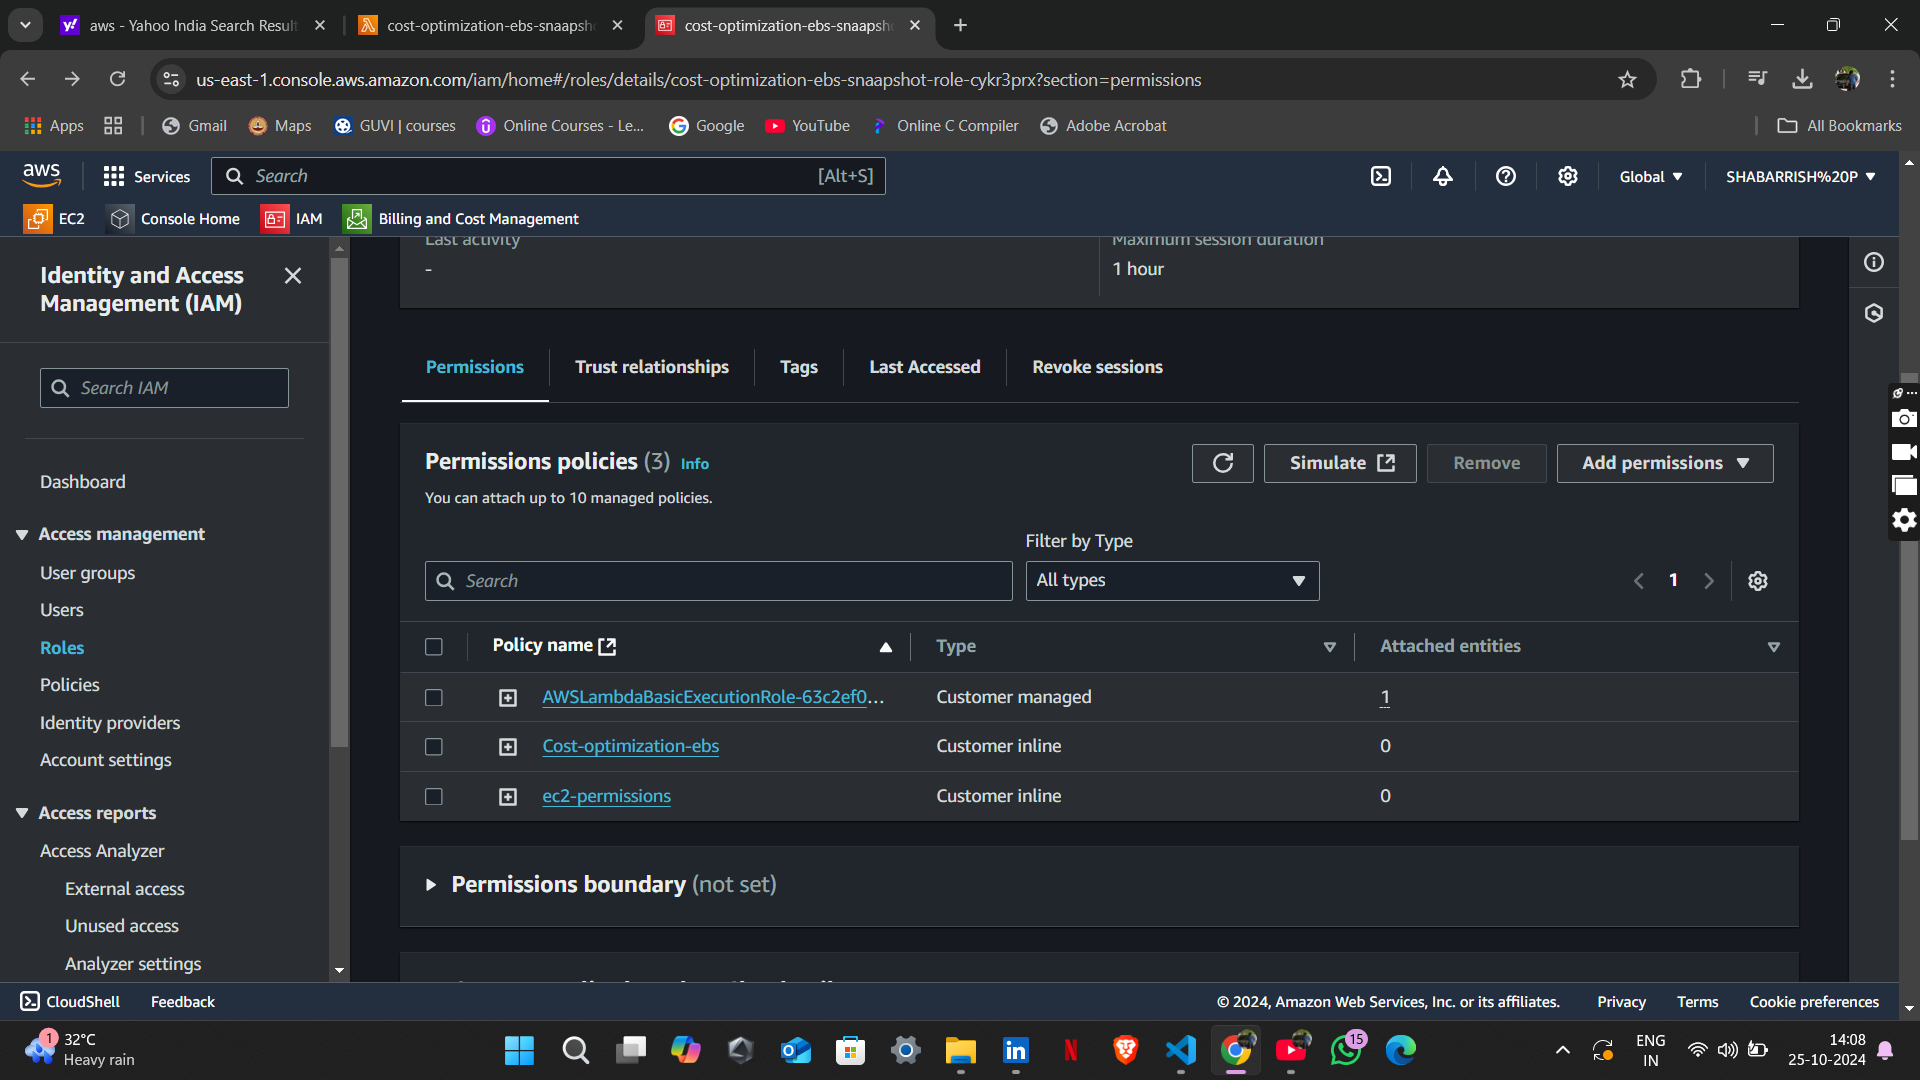 aws - Yahoo India Search Result
cost-optimization-ebs-snaapsh
cost-optimization-ebs-snaapsh
us-east-1.console.aws.amazon.com/iam/home#/roles/details/cost-optimization-ebs-snaapshot-role-cykr3prx?section=permissions
Apps
Gmail
Maps
GUVI | courses
Online Courses - Le...
Google
YouTube
Online C Compiler
Adobe Acrobat
All Bookmarks
aws
Services
Search
[Alt+S]
Global
SHABARRISH%20P
EC2
Console Home
IAM
Billing and Cost Management
Identity and Access
Management (IAM)
Search IAM
Dashboard
Access management
User groups
Users
Roles
Policies
Identity providers
Account settings
Access reports
Access Analyzer
External access
Unused access
Analyzer settings
Last activity
-
Maximum session duration
1 hour
Permissions
Trust relationships
Tags
Last Accessed
Revoke sessions
Permissions policies (3) Info
You can attach up to 10 managed policies.
Simulate
Remove
Add permissions
Filter by Type
Search
All types
1
Policy name
Type
Attached entities
AWSLambdaBasicExecutionRole-63c2ef0...
Customer managed
1
Cost-optimization-ebs
Customer inline
0
ec2-permissions
Customer inline
0
Permissions boundary (not set)
CloudShell
Feedback
© 2024, Amazon Web Services, Inc. or its affiliates.
Privacy
Terms
Cookie preferences
1
32°C
Heavy rain
15
ENG
IN
14:08
25-10-2024